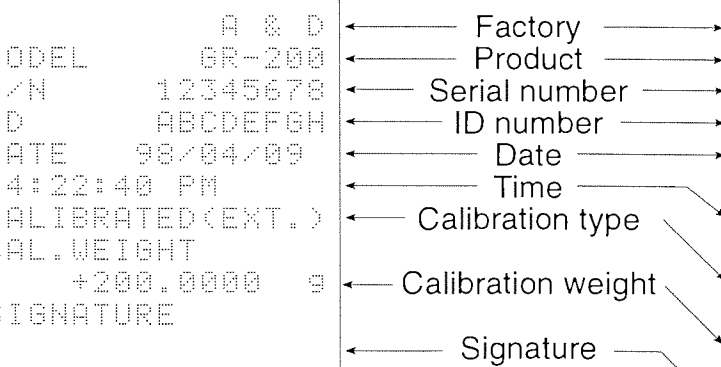 A & D Factory
ODEL GR-200 Product
/N 12345678 Serial number
D ABCDEFGH ID number
ATE 98/04/09 Date
4:22:40 PM Time
ALIBRATED(EXT.) Calibration type
AL.WEIGHT
+200.0000 g Calibration weight
IGNATURE
Signature